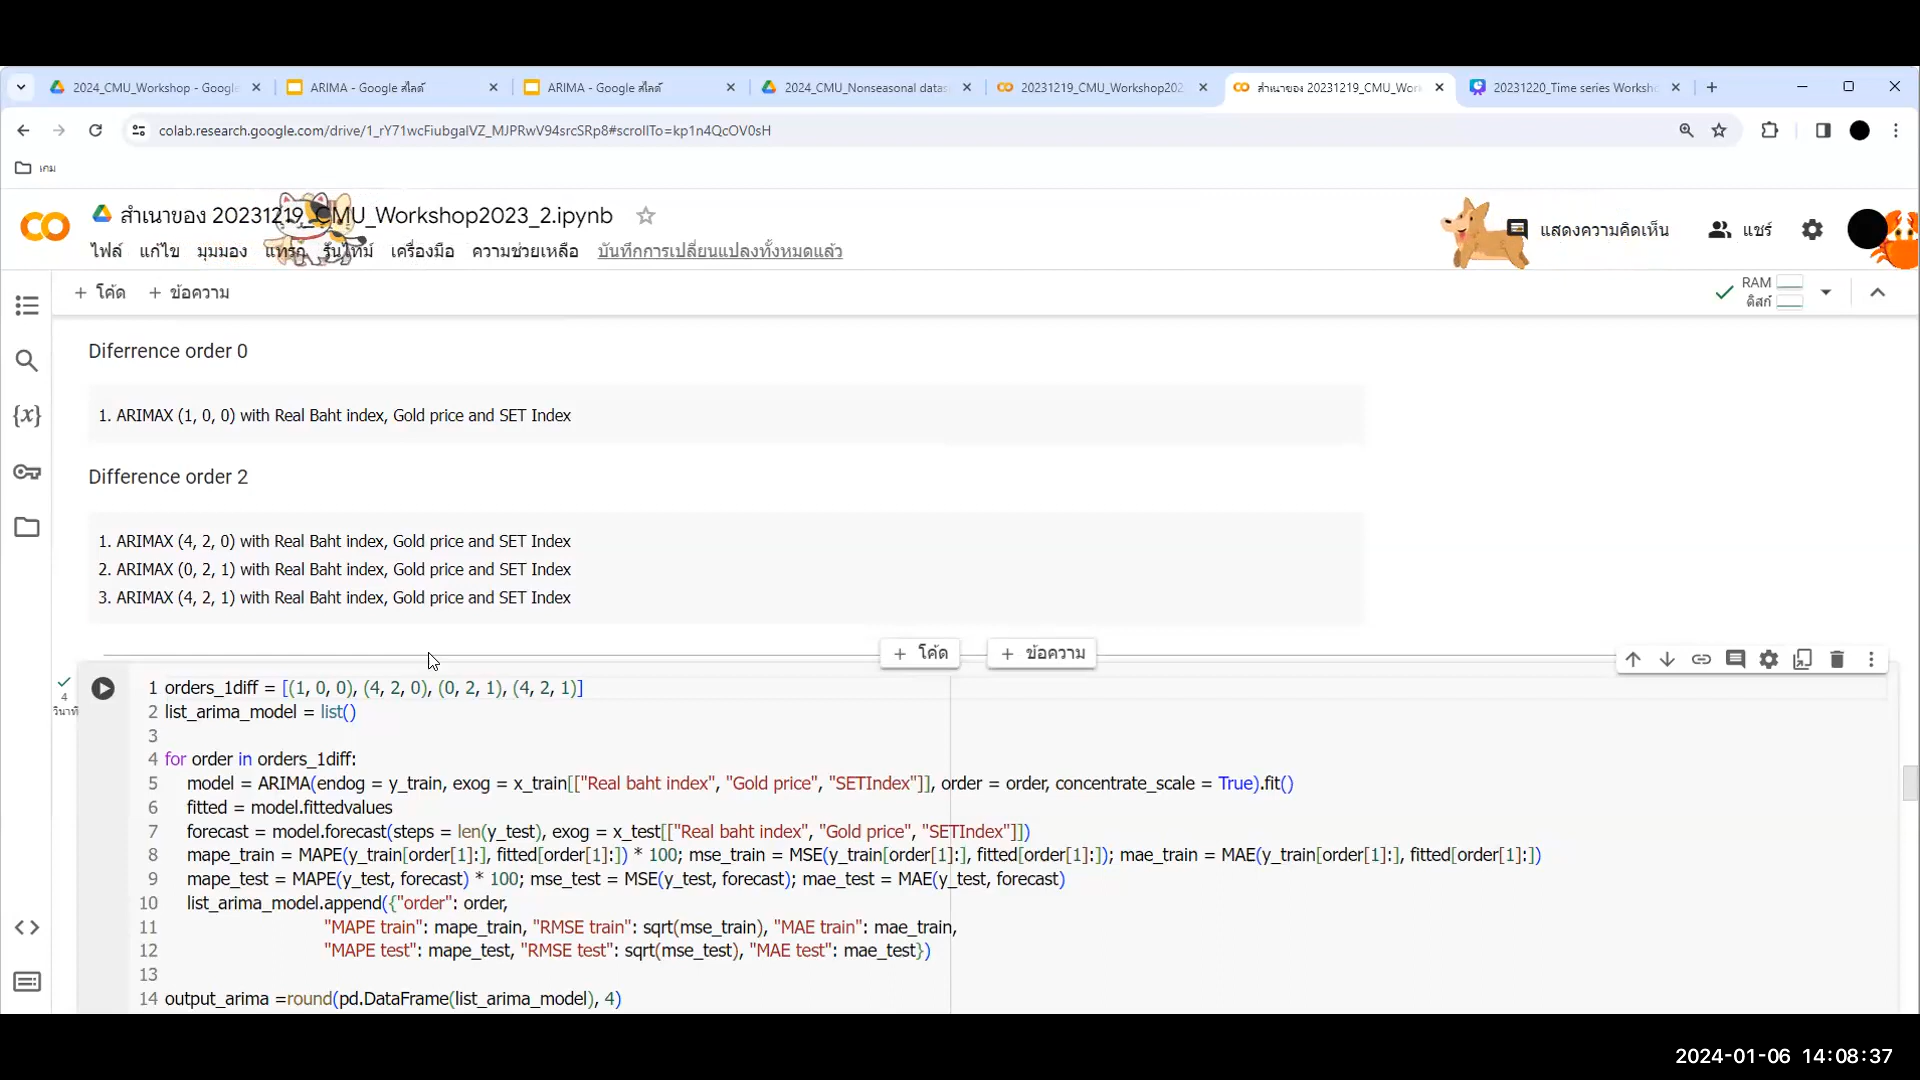 2024_CMU_Workshop - Google
ARIMA - Google สไลด์
ARIMA - Google สไลด์
2024_CMU_Nonseasonal datas
20231219_CMU_Workshop202
สำเนาของ 20231219_CMU_Wor
20231220_Time series Worksh
colab.research.google.com/drive/1_rY71wcFiubgaIVZ_MJPRwV94srcSRp8#scrollTo=kp1n4QcOV0sH
เกม
สำเนาของ 20231219_CMU_Workshop2023_2.ipynb
ไฟล์ แก้ไข มุมมอง แทรก รันไทม์ เครื่องมือ ความช่วยเหลือ บันทึกการเปลี่ยนแปลงทั้งหมดแล้ว
แสดงความคิดเห็น
แชร์
+ โค้ด + ข้อความ
RAM
ดิสก์
Diferrence order 0
1. ARIMAX (1, 0, 0) with Real Baht index, Gold price and SET Index
Difference order 2
1. ARIMAX (4, 2, 0) with Real Baht index, Gold price and SET Index
2. ARIMAX (0, 2, 1) with Real Baht index, Gold price and SET Index
3. ARIMAX (4, 2, 1) with Real Baht index, Gold price and SET Index
+ โค้ด + ข้อความ
4
วินาที
1 orders_1diff = [(1, 0, 0), (4, 2, 0), (0, 2, 1), (4, 2, 1)]
2 list_arima_model = list()
3
4 for order in orders_1diff:
5 model = ARIMA(endog = y_train, exog = x_train[["Real baht index", "Gold price", "SETIndex"]], order = order, concentrate_scale = True).fit()
6 fitted = model.fittedvalues
7 forecast = model.forecast(steps = len(y_test), exog = x_test[["Real baht index", "Gold price", "SETIndex"]])
8 mape_train = MAPE(y_train[order[1]:], fitted[order[1]:]) * 100; mse_train = MSE(y_train[order[1]:], fitted[order[1]:]); mae_train = MAE(y_train[order[1]:], fitted[order[1]:])
9 mape_test = MAPE(y_test, forecast) * 100; mse_test = MSE(y_test, forecast); mae_test = MAE(y_test, forecast)
10 list_arima_model.append({"order": order,
11 "MAPE train": mape_train, "RMSE train": sqrt(mse_train), "MAE train": mae_train,
12 "MAPE test": mape_test, "RMSE test": sqrt(mse_test), "MAE test": mae_test})
13
14 output_arima =round(pd.DataFrame(list_arima_model), 4)
2024-01-06 14:08:37